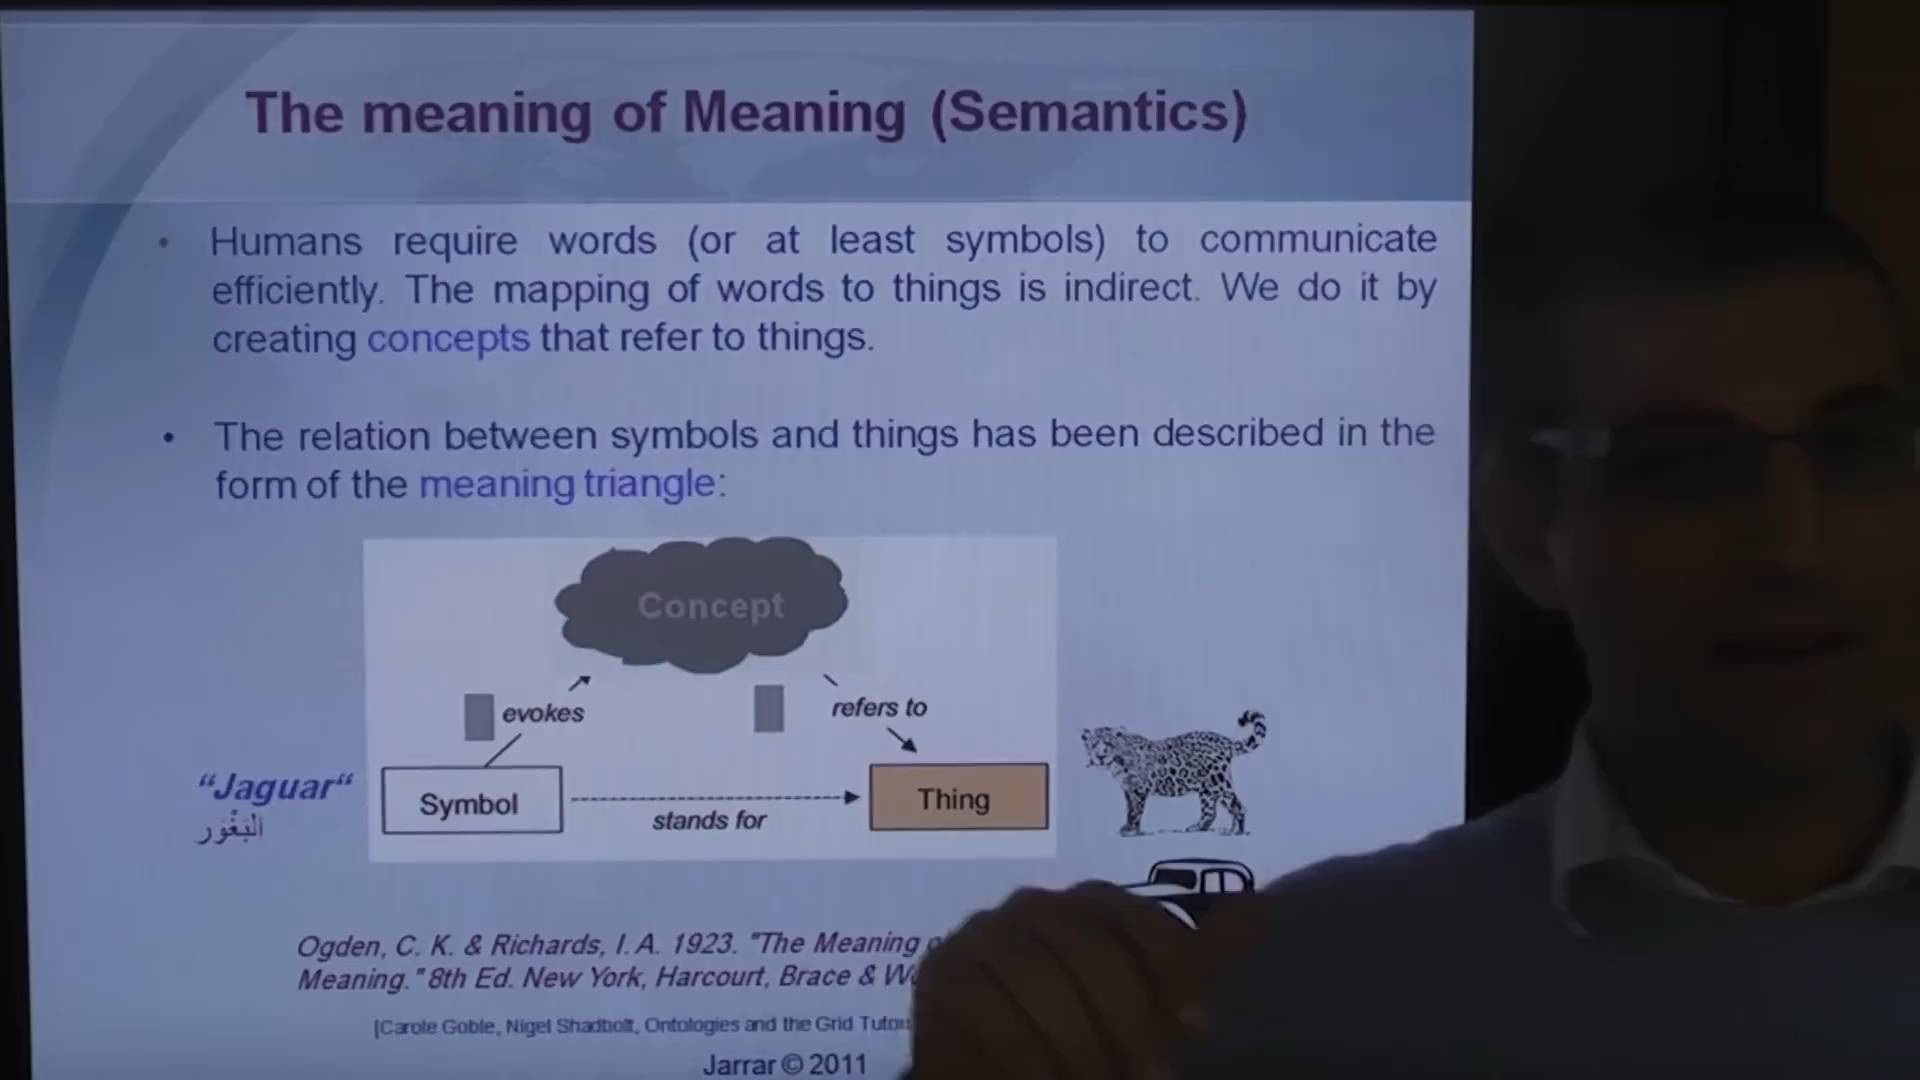 The meaning of Meaning (Semantics)
• Humans require words (or at least symbols) to communicate
efficiently. The mapping of words to things is indirect. We do it by
creating concepts that refer to things.
• The relation between symbols and things has been described in the
form of the meaning triangle:
Concept
evokes
refers to
"Jaguar"
اليَغْوَر
Symbol
Thing
stands for
Ogden, C. K. & Richards, I. A. 1923. "The Meaning
Meaning." 8th Ed. New York, Harcourt, Brace &
[Carole Goble, Nigel Shadbolt, Ontologies and the Grid
Jarrar © 2011